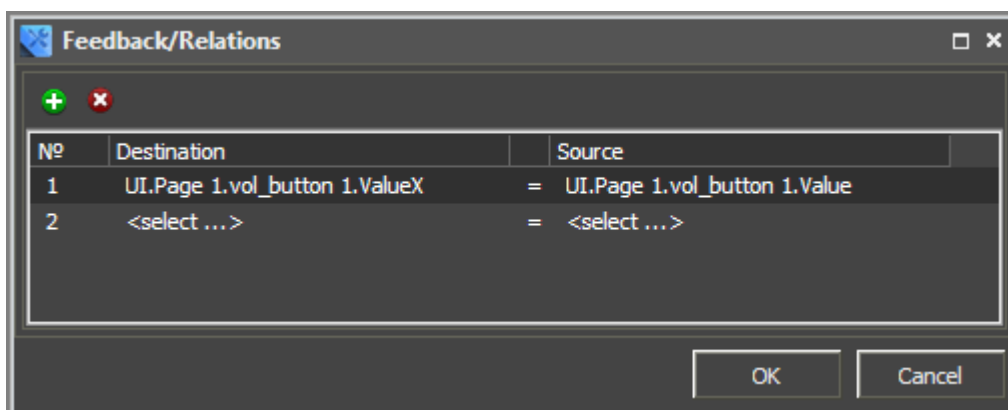 Feedback/Relations
№ Destination Source
1 UI.Page 1.vol_button 1.ValueX = UI.Page 1.vol_button 1.Value
2 <select ...> = <select ...>
OK Cancel